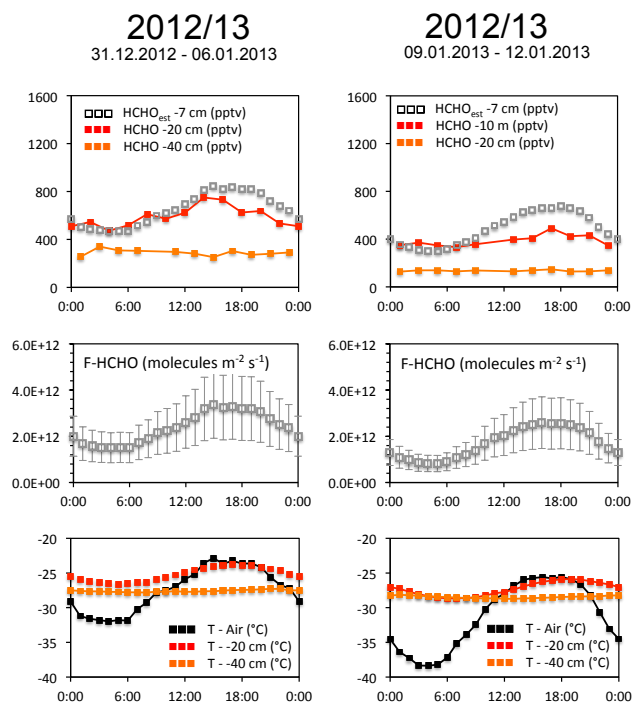 2012/13
31.12.2012 - 06.01.2013
1600
1200
800
400
0
HCHOest -7 cm (pptv)
HCHO -20 cm (pptv)
HCHO -40 cm (pptv)
0:00 6:00 12:00 18:00 0:00
6.0E+12
4.0E+12
2.0E+12
0.0E+00
F-HCHO (molecules m-2 s-1)
0:00 6:00 12:00 18:00 0:00
-20
-25
-30
-35
-40
T - Air (°C)
T - -20 cm (°C)
T - -40 cm (°C)
0:00 6:00 12:00 18:00 0:00
2012/13
09.01.2013 - 12.01.2013
1600
1200
800
400
0
HCHOest -7 cm (pptv)
HCHO -10 m (pptv)
HCHO -20 cm (pptv)
0:00 6:00 12:00 18:00 0:00
6.0E+12
4.0E+12
2.0E+12
0.0E+00
F-HCHO (molecules m-2 s-1)
0:00 6:00 12:00 18:00 0:00
-20
-25
-30
-35
-40
T - Air (°C)
T - -20 cm (°C)
T - -40 cm (°C)
0:00 6:00 12:00 18:00 0:00